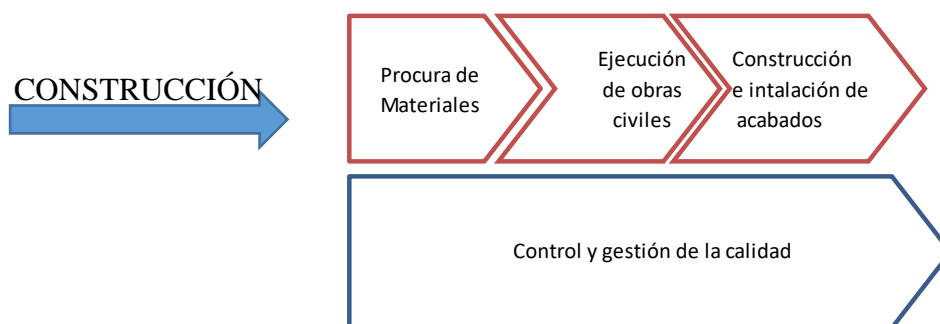 CONSTRUCCIÓN
Procura de
Materiales
Ejecución
de obras
civiles
Construcción
e intalación de
acabados
Control y gestión de la calidad